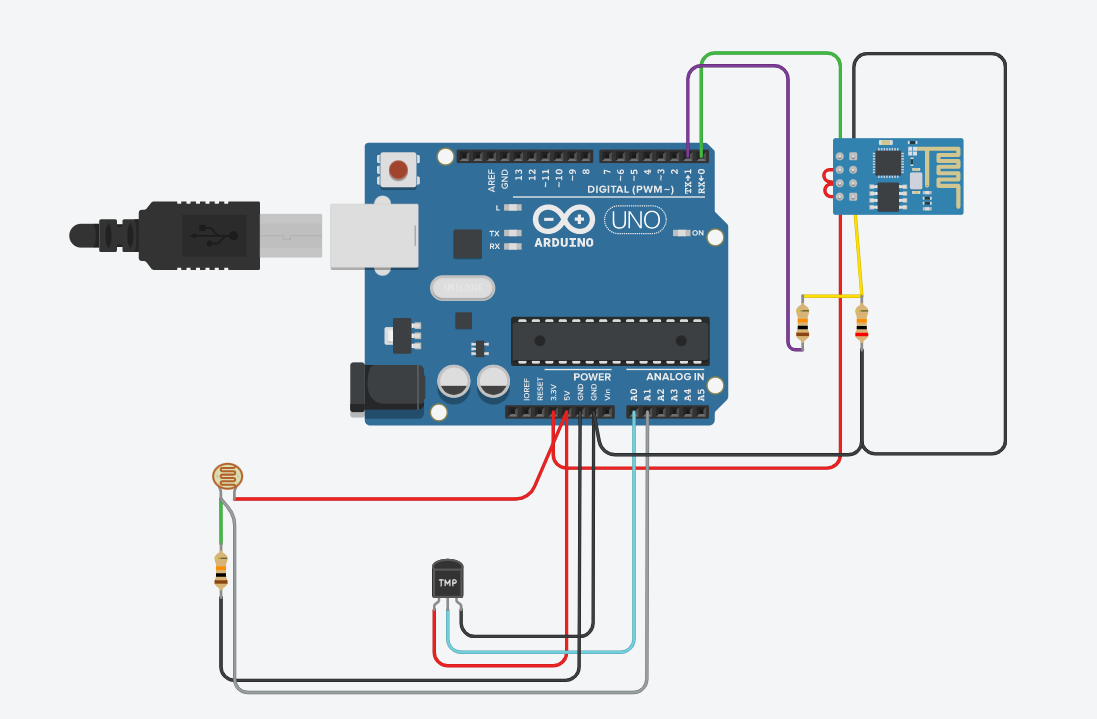 AREF
GND
13
12
~11
~10
~9
8
7
~6
~5
4
~3
2
TX→1
RX←0
DIGITAL (PWM~)
L
TX
RX
UNO
ARDUINO
ON
POWER
ANALOG IN
IOREF
RESET
3.3V
5V
GND
GND
Vin
A0
A1
A2
A3
A4
A5
TMP